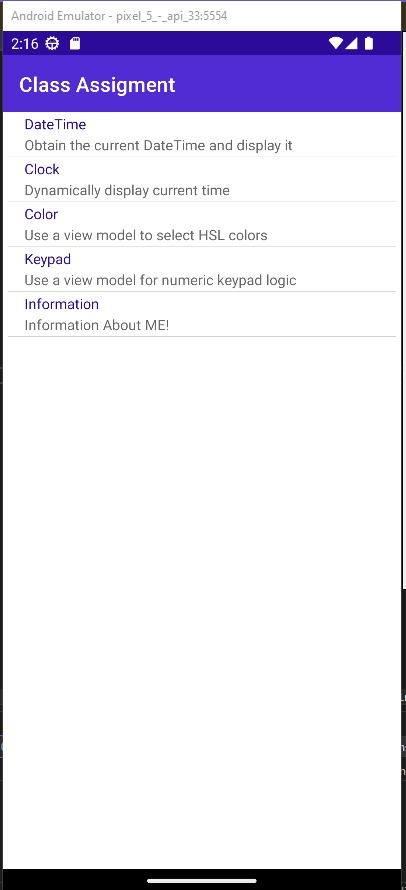 Android Emulator - pixel_5_-_api_33:5554
2:16
Class Assigment
DateTime
Obtain the current DateTime and display it
Clock
Dynamically display current time
Color
Use a view model to select HSL colors
Keypad
Use a view model for numeric keypad logic
Information
Information About ME!